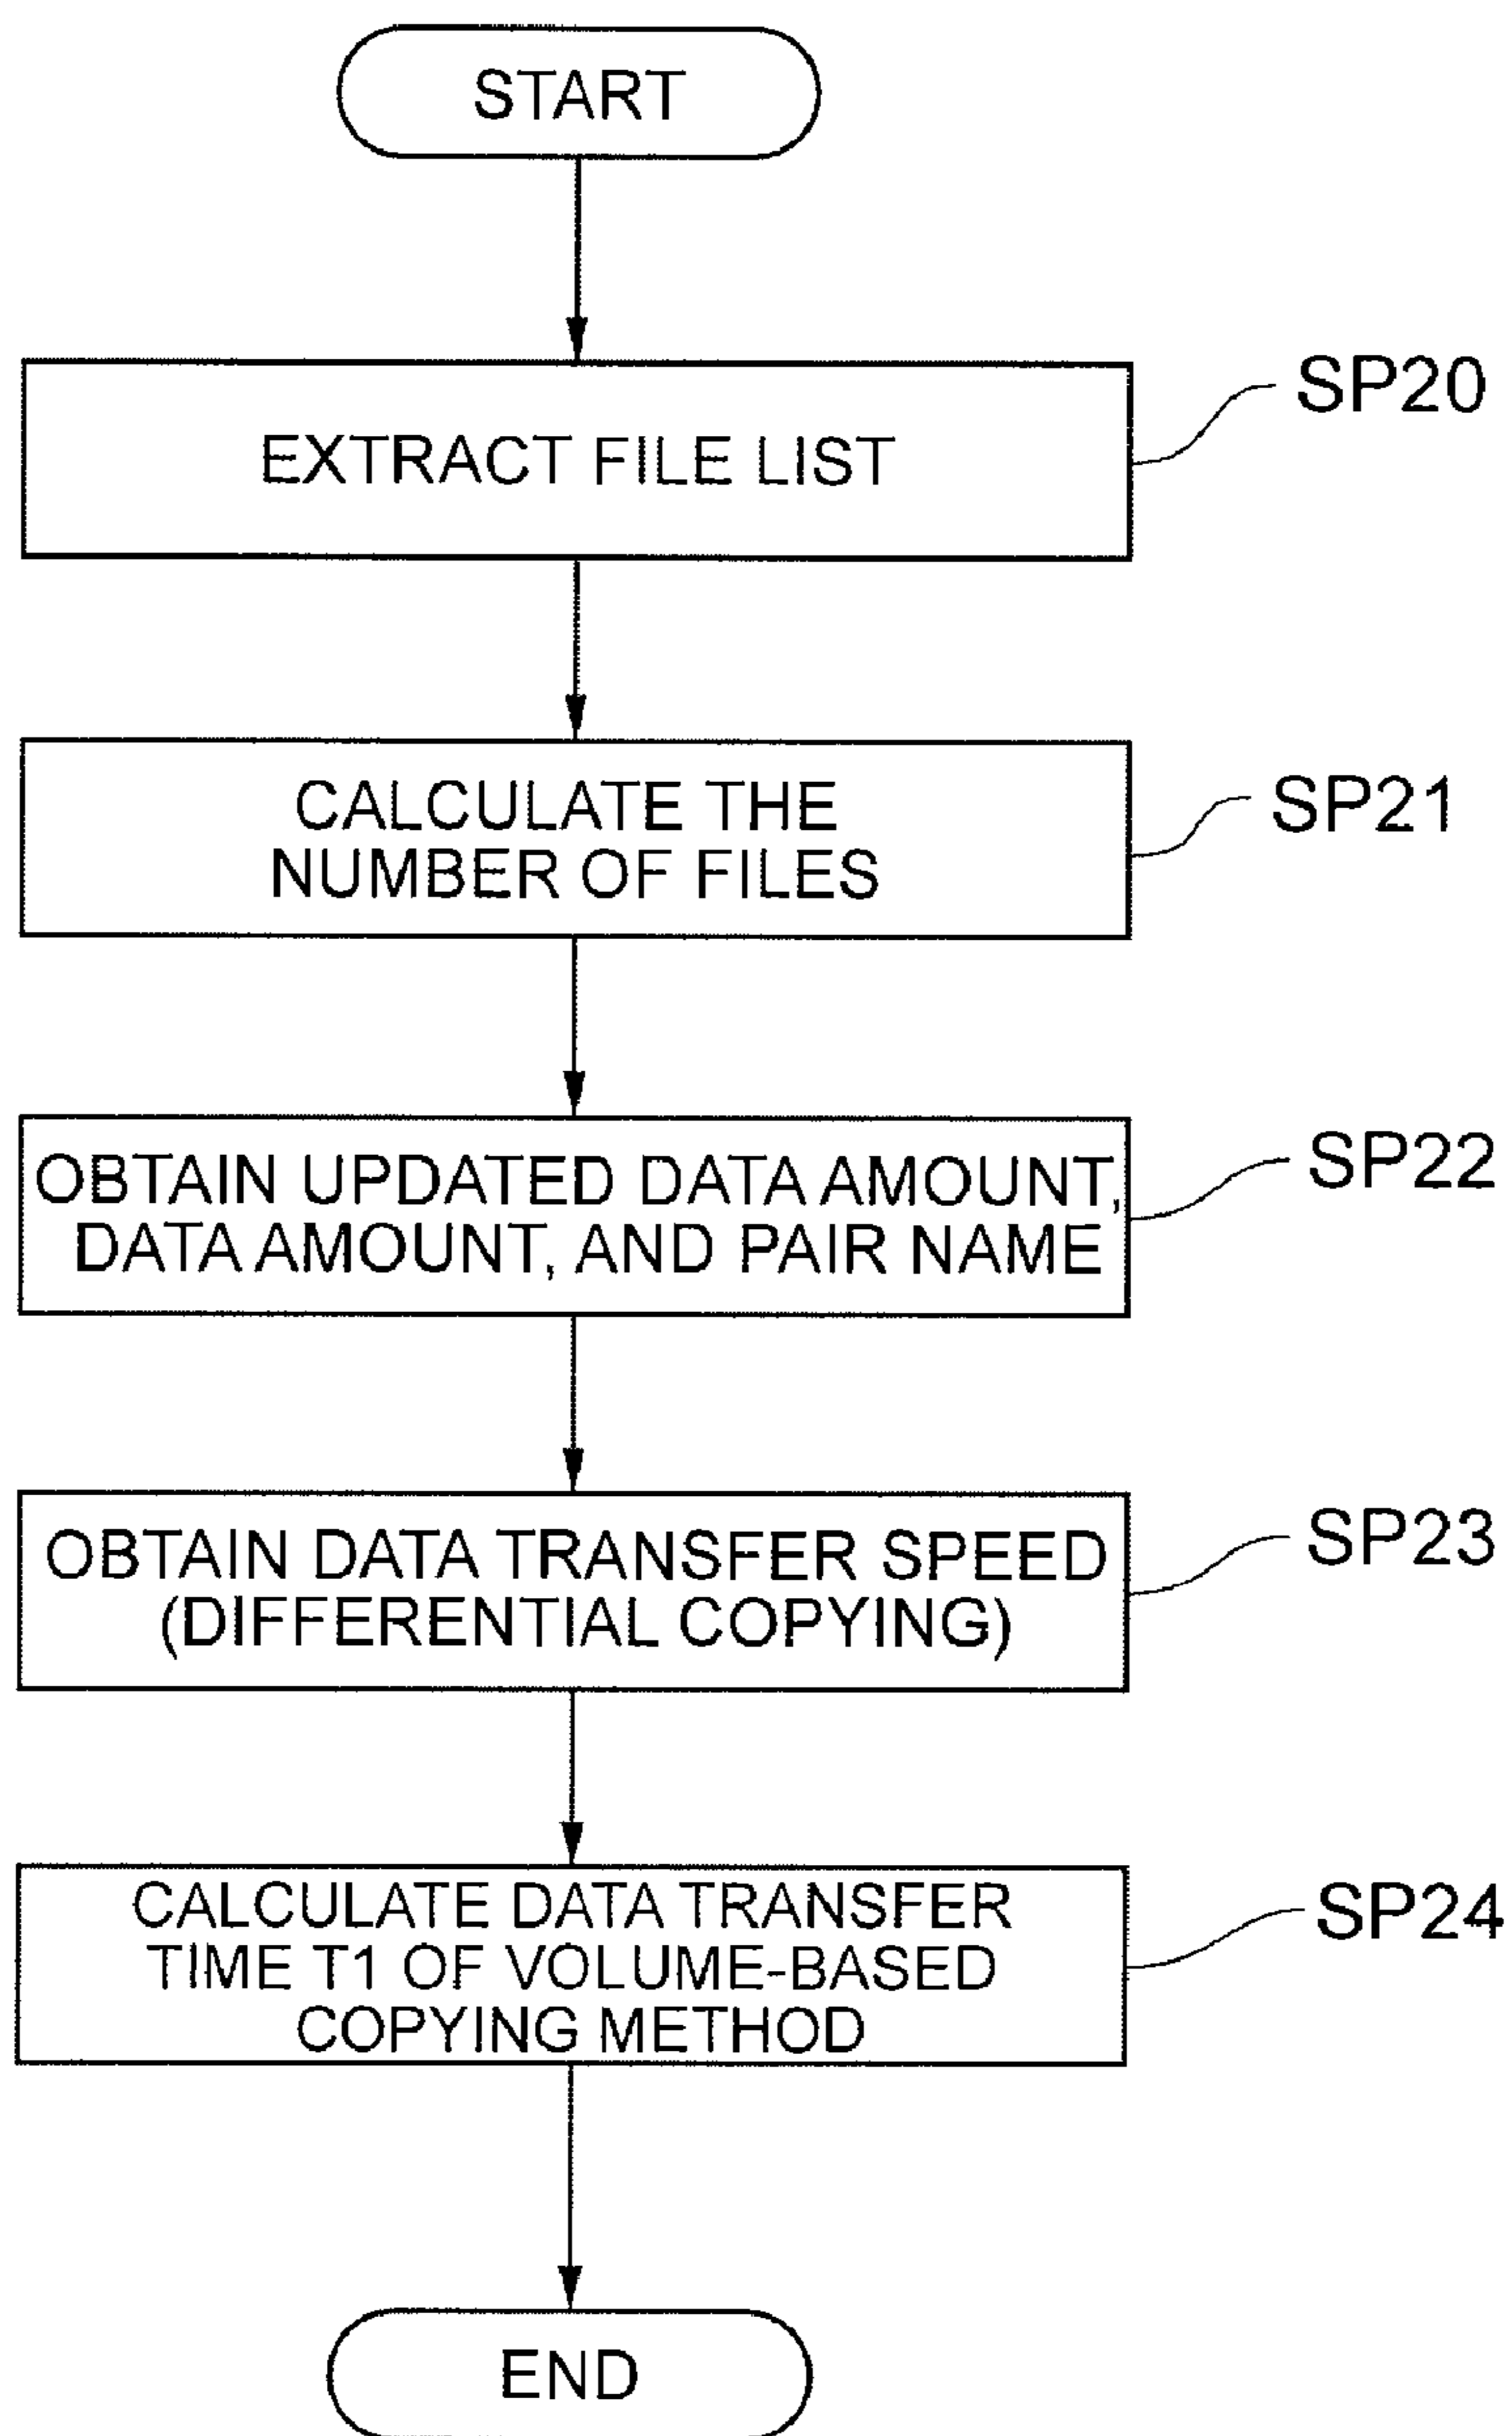 START
EXTRACT FILE LIST
SP20
CALCULATE THE
NUMBER OF FILES
SP21
OBTAIN UPDATED DATA AMOUNT,
DATA AMOUNT, AND PAIR NAME
SP22
OBTAIN DATA TRANSFER SPEED
(DIFFERENTIAL COPYING)
SP23
CALCULATE DATA TRANSFER
TIME T1 OF VOLUME-BASED
COPYING METHOD
SP24
END